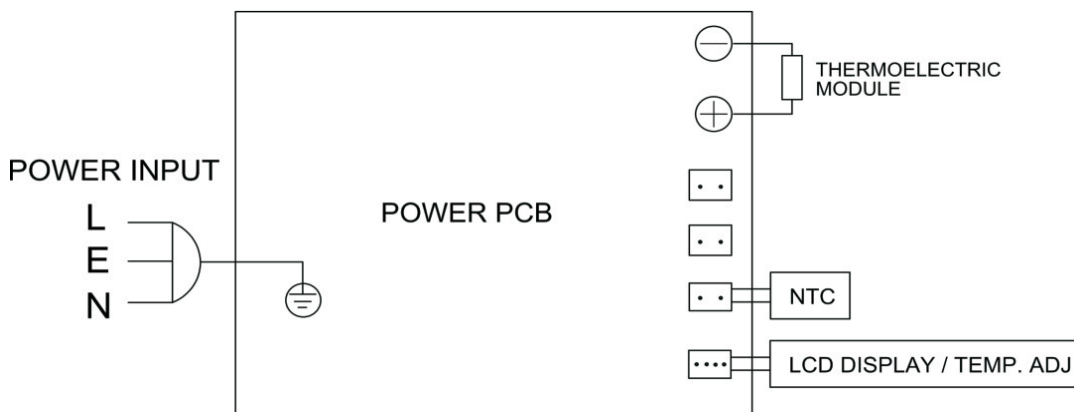 THERMOELECTRIC
MODULE
POWER INPUT
L
E
N
POWER PCB
NTC
LCD DISPLAY / TEMP. ADJ